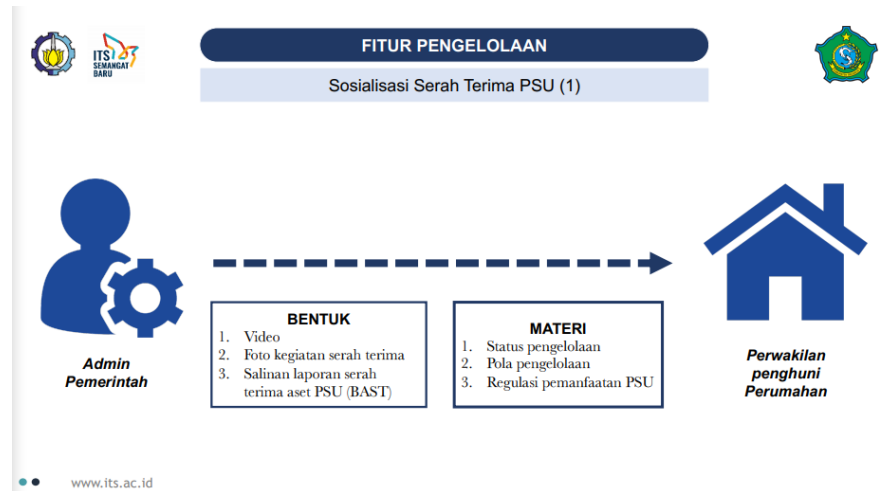 ITS
SEMANGAT
BARU
FITUR PENGELOLAAN
Sosialisasi Serah Terima PSU (1)
BENTUK
1. Video
2. Foto kegiatan serah terima
3. Salinan laporan serah
terima aset PSU (BAST)
MATERI
1. Status pengelolaan
2. Pola pengelolaan
3. Regulasi pemanfaatan PSU
Admin
Pemerintah
Perwakilan
penghuni
Perumahan
www.its.ac.id